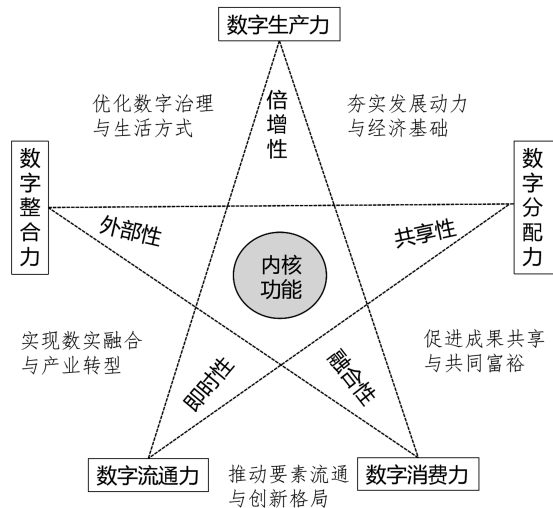 数字生产力
优化数字治理
与生活方式
倍增性
夯实发展动力
与经济基础
数字整合力
数字分配力
外部性
共享性
内核
功能
实现数实融合
与产业转型
促进成果共享
与共同富裕
即时性
融合性
数字流通力
推动要素流通
与创新格局
数字消费力